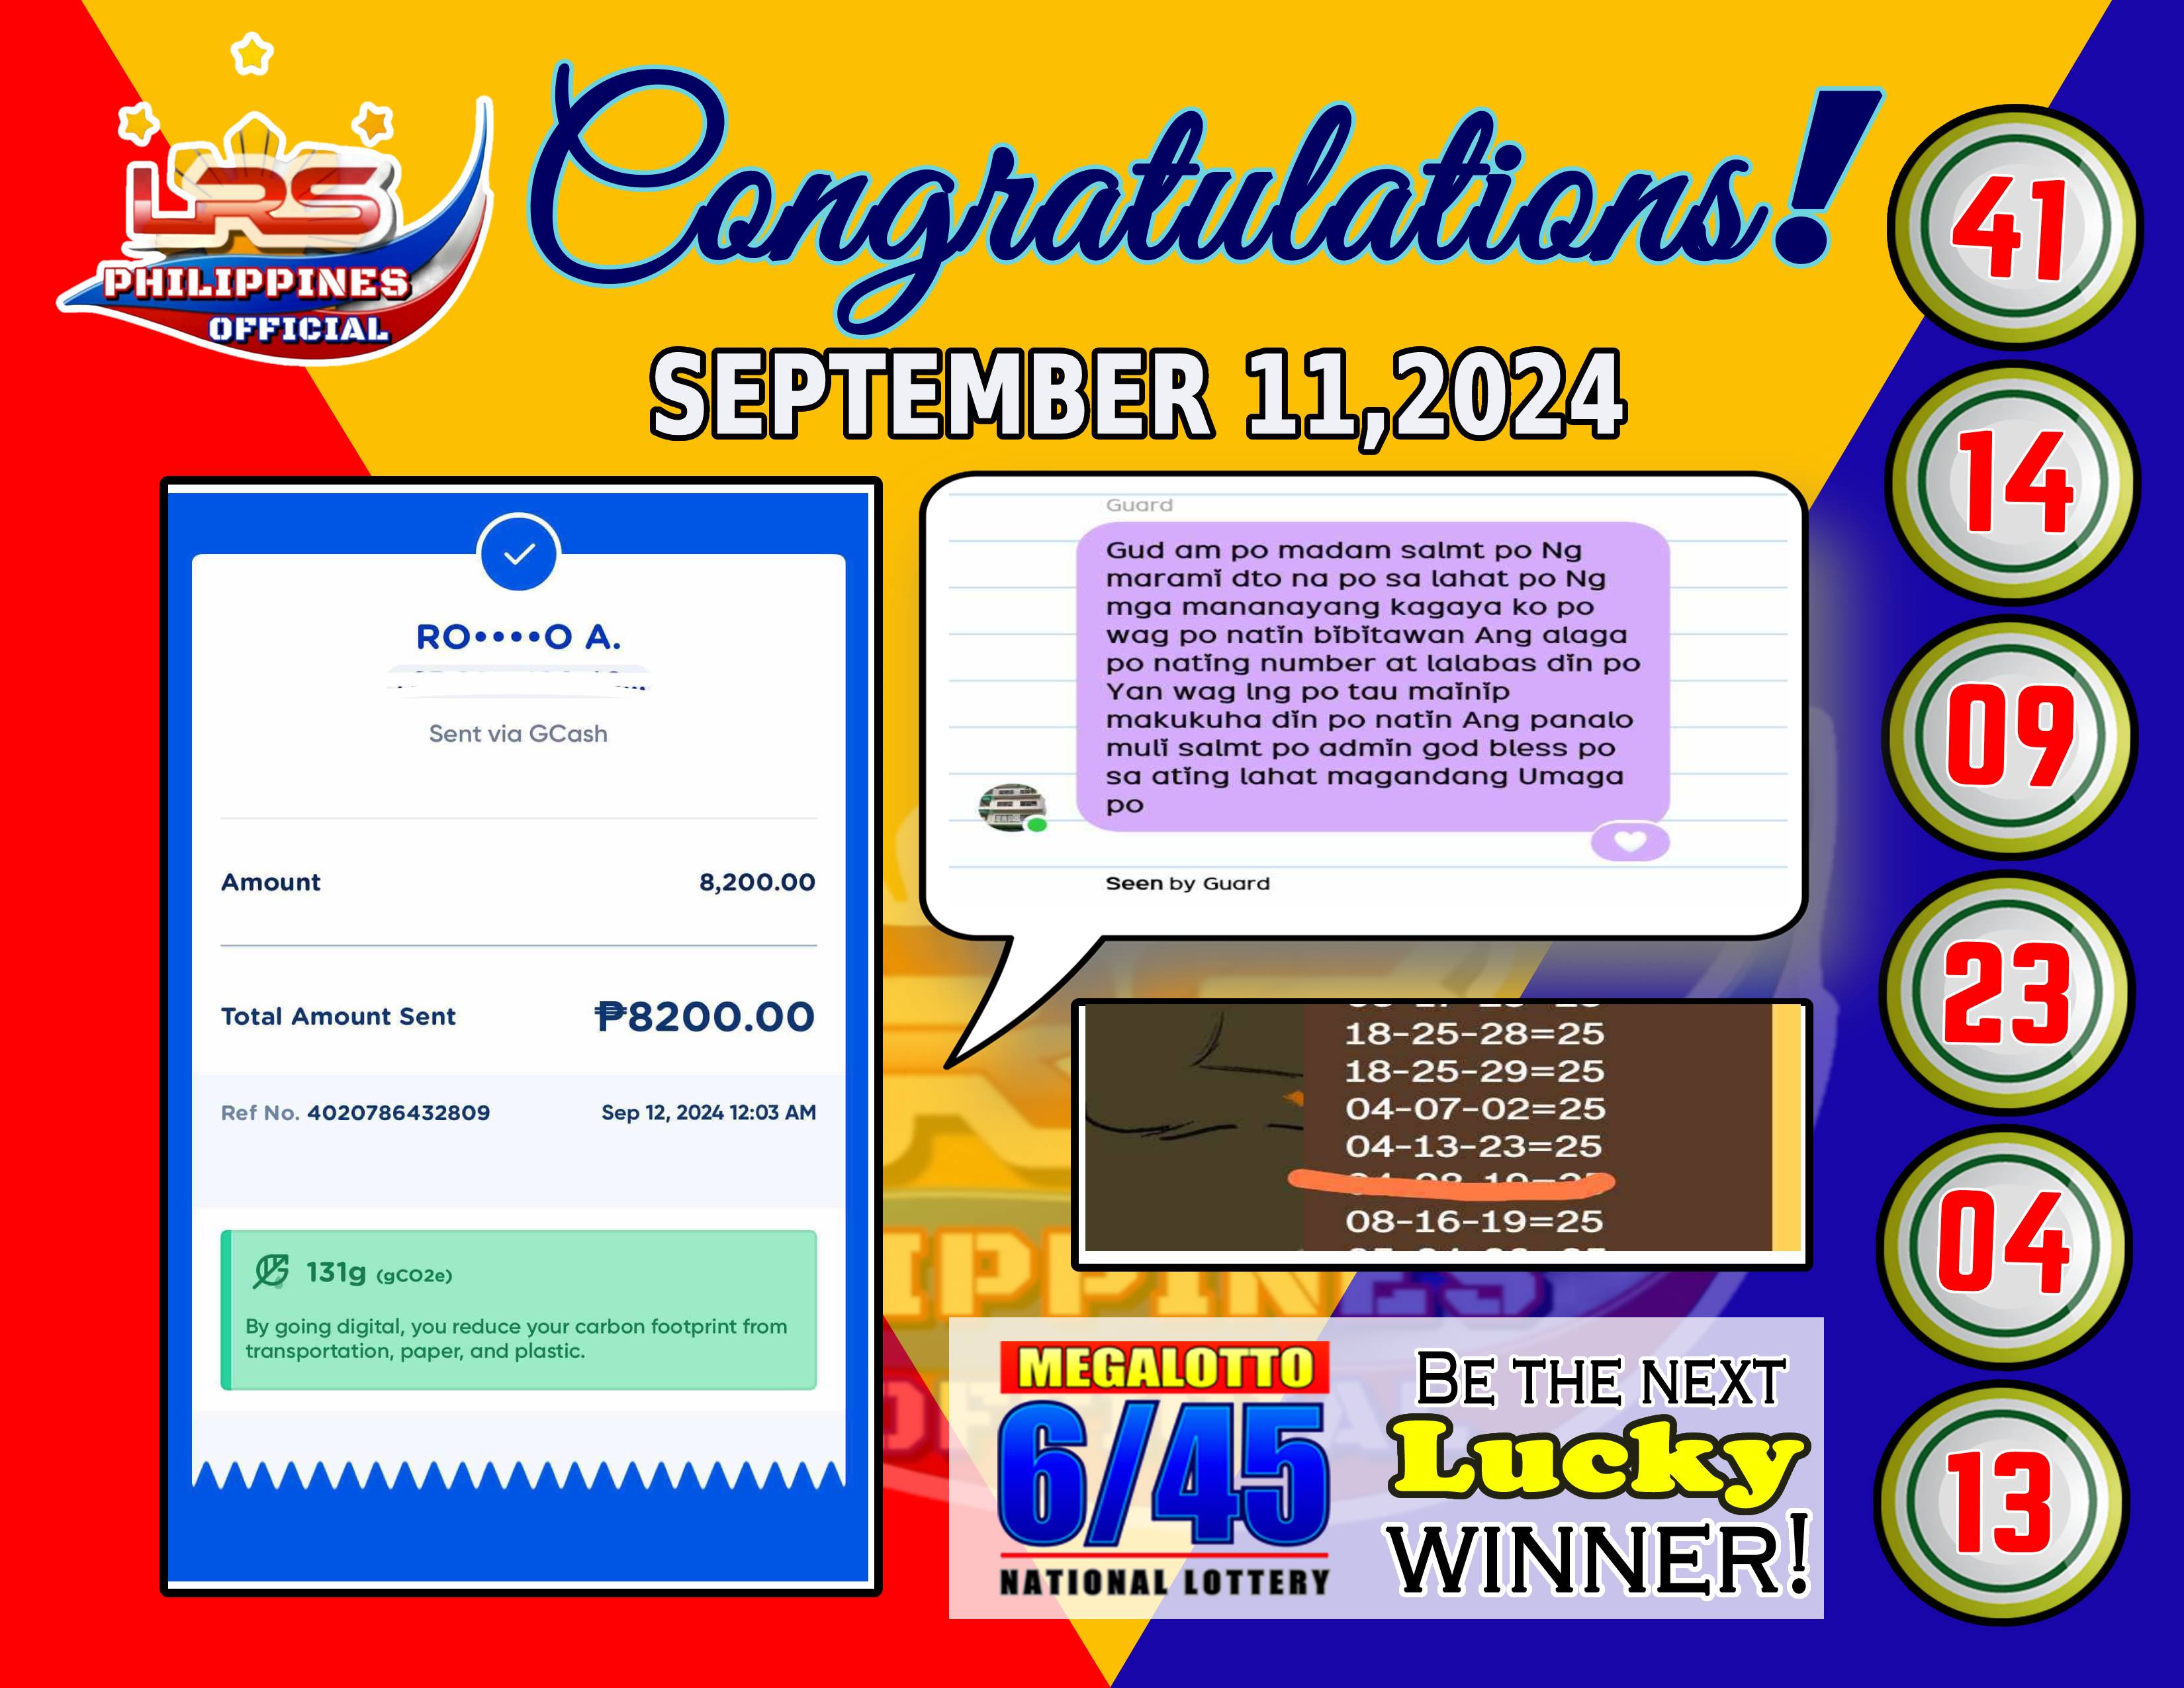 LRS
PHILIPPINES
OFFICIAL
Congratulations!
SEPTEMBER 11,2024
RO••••O A.
Sent via GCash
Amount 8,200.00
Total Amount Sent ₱8200.00
Ref No. 4020786432809 Sep 12, 2024 12:03 AM
131g (gCO2e)
By going digital, you reduce your carbon footprint from
transportation, paper, and plastic.
Guard
Gud am po madam salmt po Ng
marami dto na po sa lahat po Ng
mga mananayang kagaya ko po
wag po natin bibitawan Ang alaga
po nating number at lalabas din po
Yan wag lng po tau mainip
makukuha din po natin Ang panalo
muli salmt po admin god bless po
sa ating lahat magandang Umaga
po
Seen by Guard
18-25-28=25
18-25-29=25
04-07-02=25
04-13-23=25
08-16-19=25
MEGALOTTO
6/45
NATIONAL LOTTERY
BE THE NEXT
Lucky
WINNER!
41
14
09
23
04
13